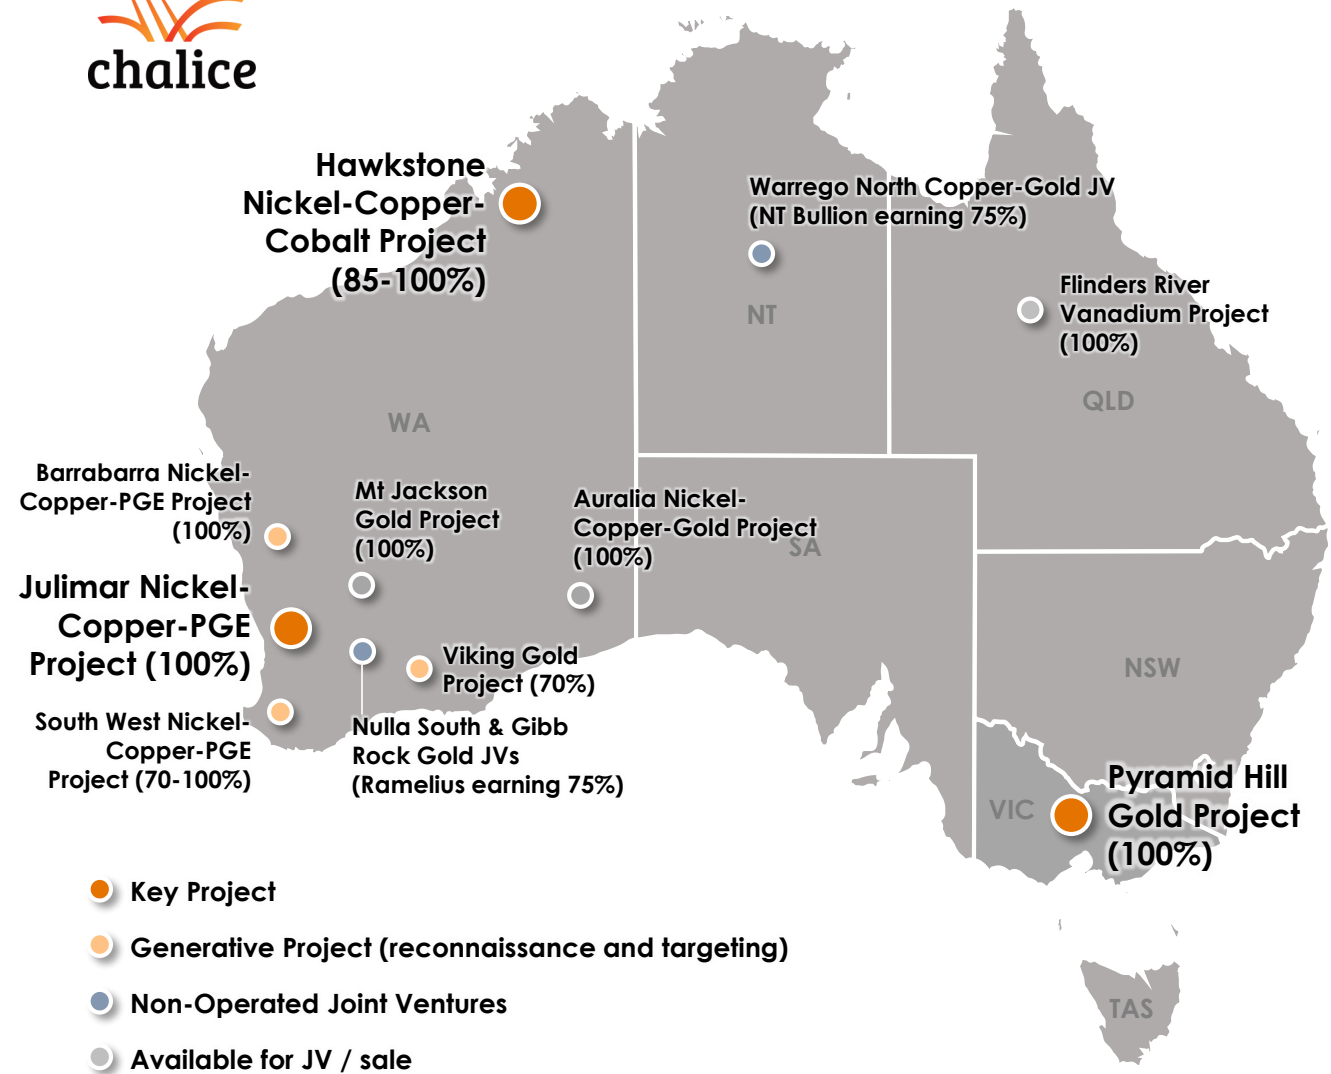 chalice
Hawkstone
Nickel-Copper-
Cobalt Project
(85-100%)
Warrego North Copper-Gold JV
(NT Bullion earning 75%)
Flinders River
Vanadium Project
(100%)
NT
QLD
WA
Barrabarra Nickel-
Copper-PGE Project
(100%)
Mt Jackson
Gold Project
(100%)
Auralia Nickel-
Copper-Gold Project
(100%)
SA
Julimar Nickel-
Copper-PGE
Project (100%)
Viking Gold
Project (70%)
NSW
South West Nickel-
Copper-PGE
Project (70-100%)
Nulla South & Gibb
Rock Gold JVs
(Ramelius earning 75%)
VIC
Pyramid Hill
Gold Project
(100%)
Key Project
Generative Project (reconnaissance and targeting)
Non-Operated Joint Ventures
Available for JV / sale
TAS